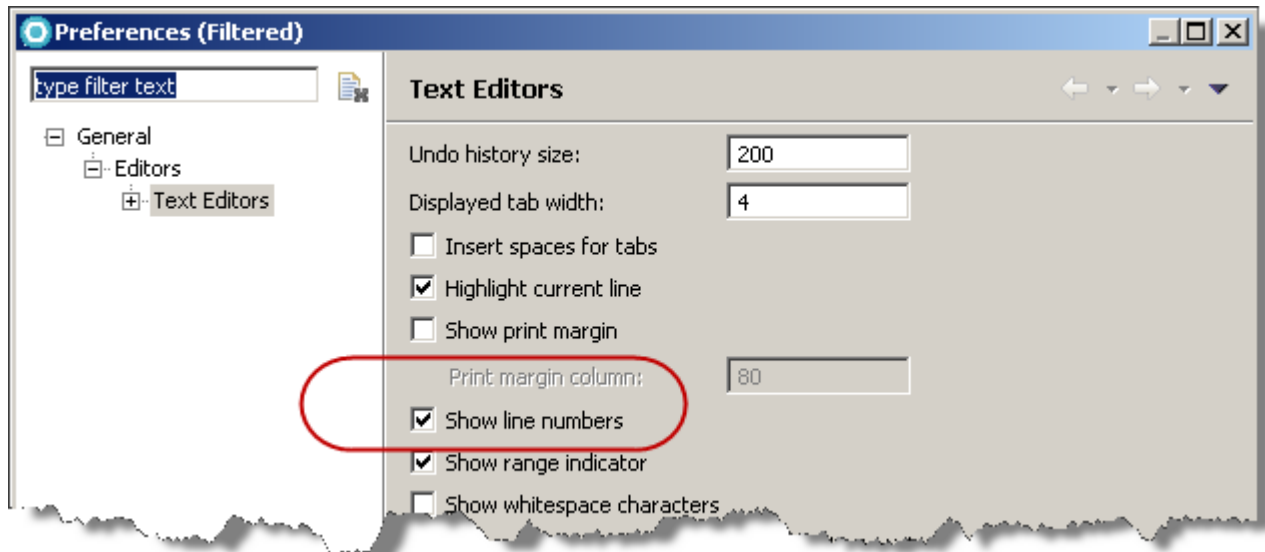 Preferences (Filtered)
type filter text
General
Editors
Text Editors
Text Editors
Undo history size: 200
Displayed tab width: 4
Insert spaces for tabs
Highlight current line
Show print margin
Print margin column: 80
Show line numbers
Show range indicator
Show whitespace characters